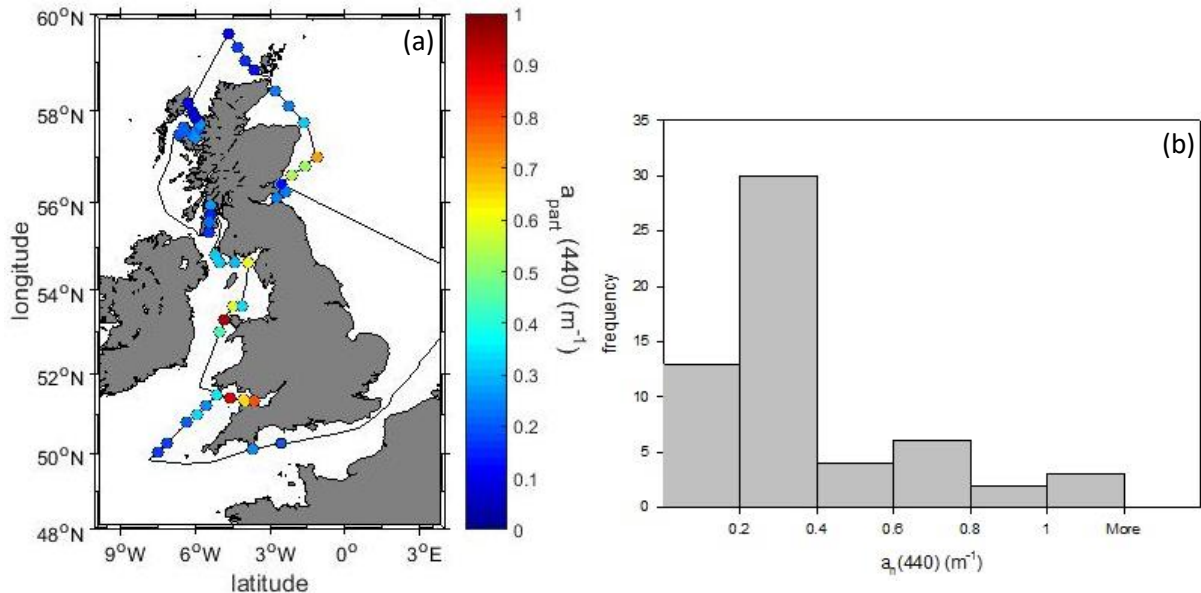 (a)
60°N
58°N
56°N
54°N
52°N
50°N
48°N
longitude
9°W 6°W 3°W 0° 3°E
latitude
1
0.9
0.8
0.7
0.6
0.5
0.4
0.3
0.2
0.1
0
a_part (440) (m⁻¹)
(b)
35
30
25
20
15
10
5
0
frequency
0.2 0.4 0.6 0.8 1 More
a_n(440) (m⁻¹)